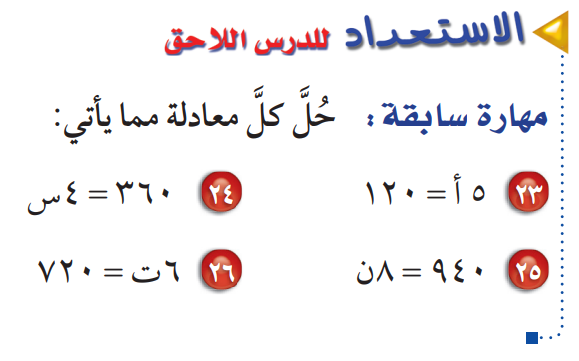 الاستعداد للدرس اللاحق
مهارة سابقة : حُلَّ كلَّ معادلة مما يأتي:
٢٣ ٥ أ = ١٢٠ ٢٤ ٣٦٠ = ٤س
٢٥ ٩٤٠ = ٨ن ٢٦ ٦ت = ٧٢٠